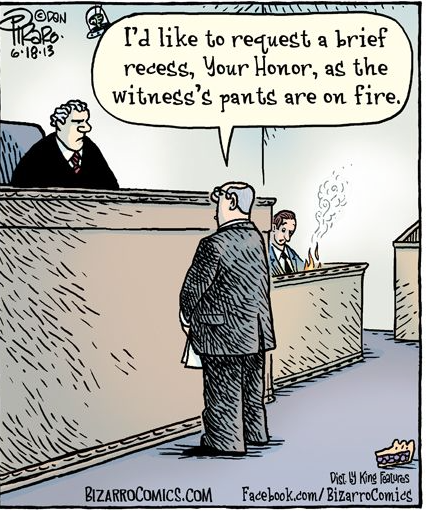 ©DAN
PIRARO.
6·18·13
I'd like to request a brief
recess, Your Honor, as the
witness's pants are on fire.
Dist. by King Features
BIZARROCOMICS.COM
Facebook.com/BizarroComics